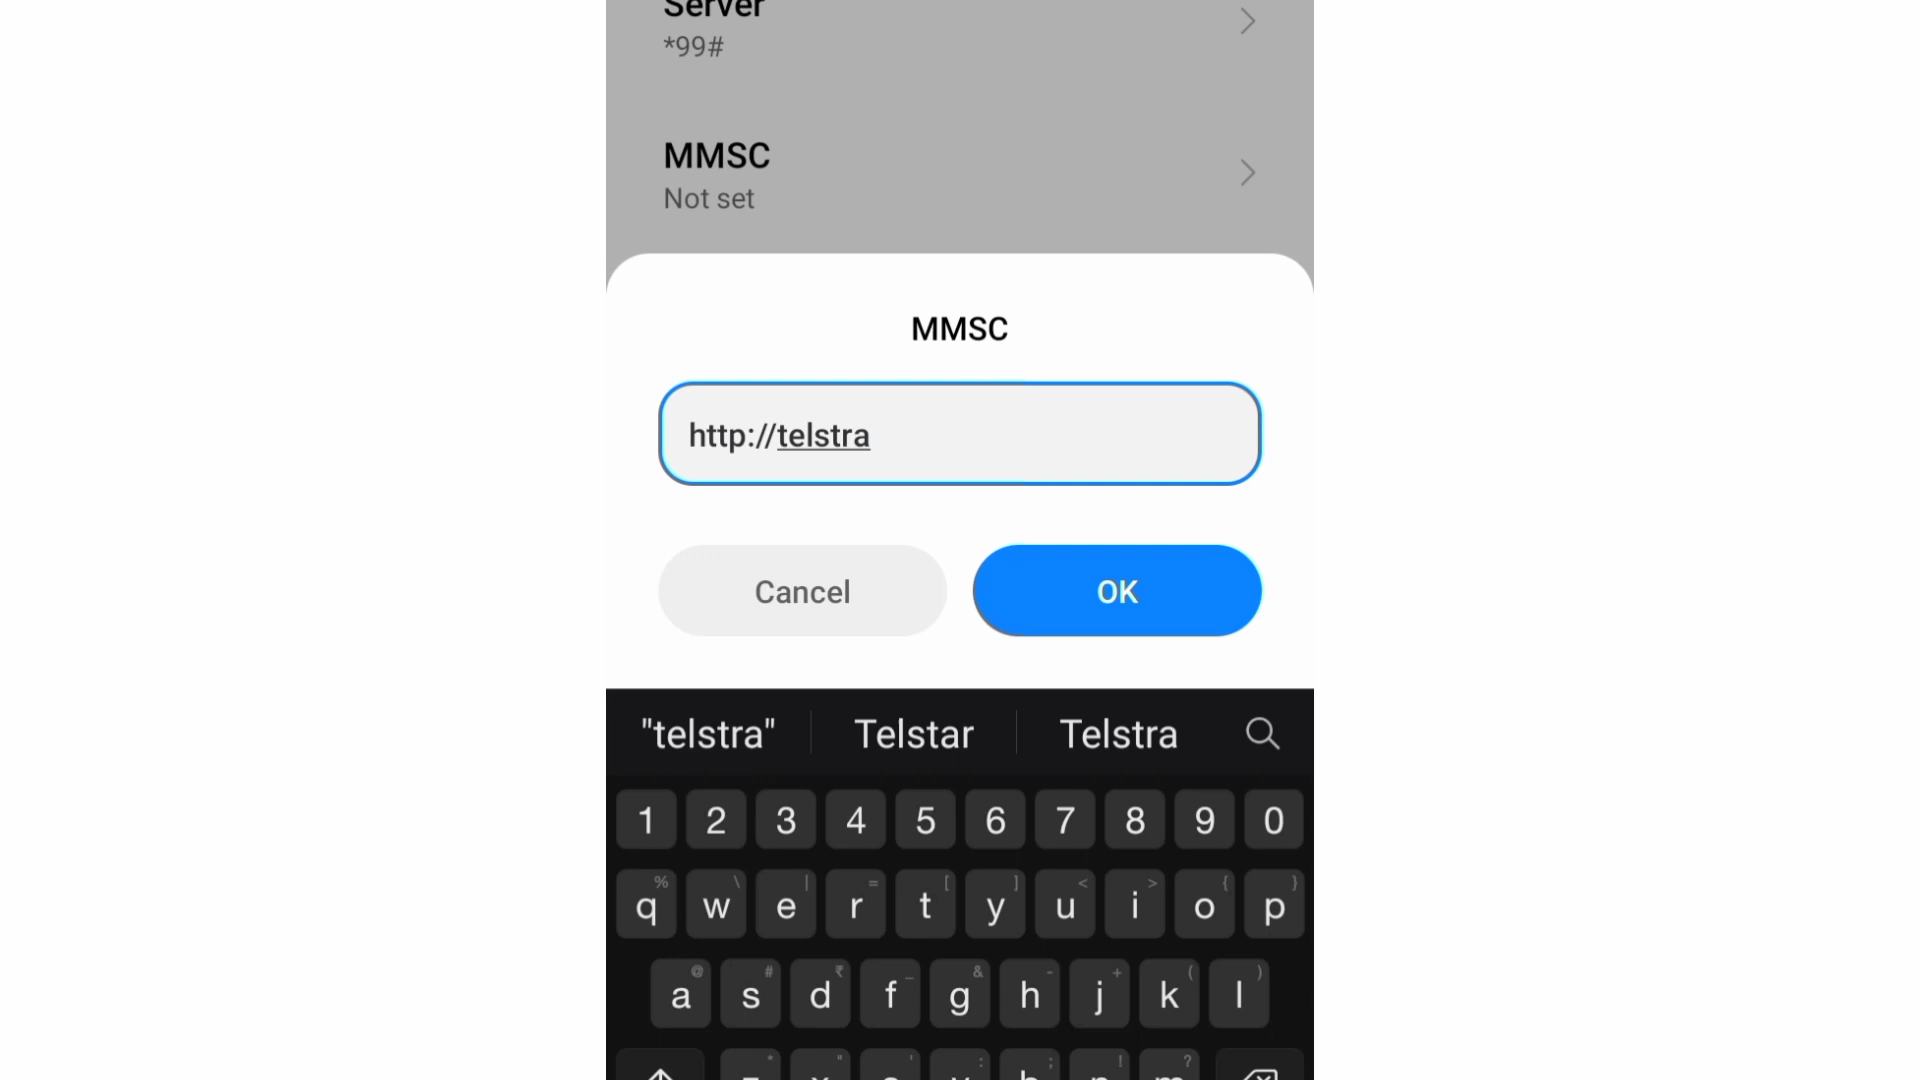 Server
*99#
MMSC
Not set
MMSC
http://telstra
Cancel OK
"telstra" Telstar Telstra
1 2 3 4 5 6 7 8 9 0
% \ | = [ ] < > { }
q w e r t y u i o p
@ # ₹ _ & - + ( )
a s d f g h j k l
* " ' : ; ! ?
z x c v b n m